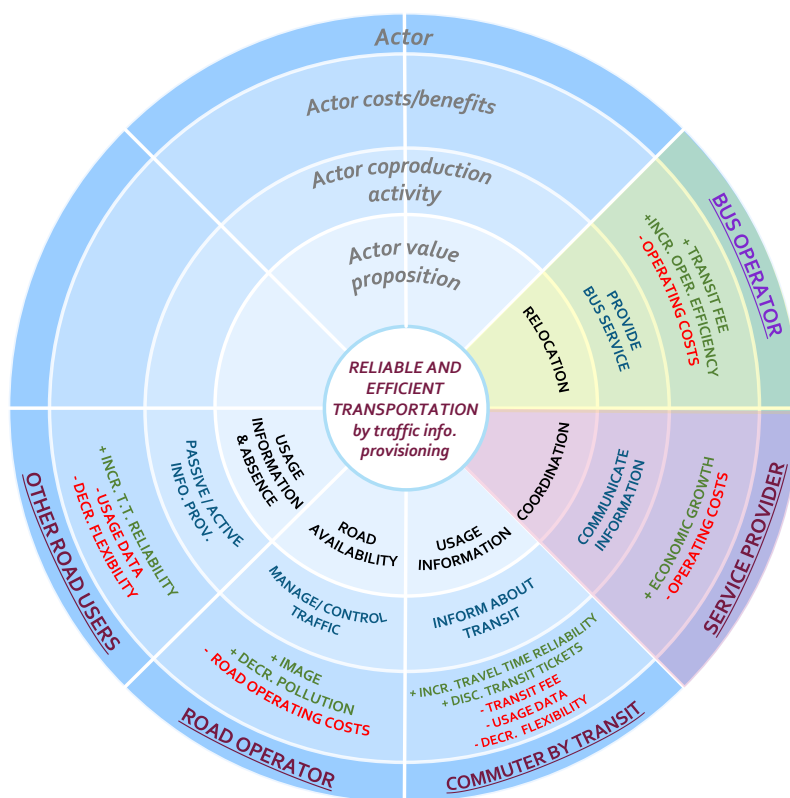 Actor
Actor costs/benefits
Actor coproduction
activity
Actor value
proposition
RELIABLE AND
EFFICIENT
TRANSPORTATION
by traffic info.
provisioning
BUS OPERATOR
+ TRANSIT FEE
+INCR. OPER. EFFICIENCY
- OPERATING COSTS
PROVIDE
BUS SERVICE
RELOCATION
SERVICE PROVIDER
+ ECONOMIC GROWTH
- OPERATING COSTS
COMMUNICATE
INFORMATION
COORDINATION
USAGE
INFORMATION
INFORM ABOUT
TRANSIT
+ INCR. TRAVEL TIME RELIABILITY
+ DISC. TRANSIT TICKETS
- TRANSIT FEE
- USAGE DATA
- DECR. FLEXIBILITY
COMMUTER BY TRANSIT
ROAD
AVAILABILITY
MANAGE/ CONTROL
TRAFFIC
+ IMAGE
+ DECR. POLLUTION
- ROAD OPERATING COSTS
ROAD OPERATOR
USAGE
INFORMATION
& ABSENCE
PASSIVE / ACTIVE
INFO. PROV.
+ INCR. T.T. RELIABILITY
- USAGE DATA
- DECR. FLEXIBILITY
OTHER ROAD USERS